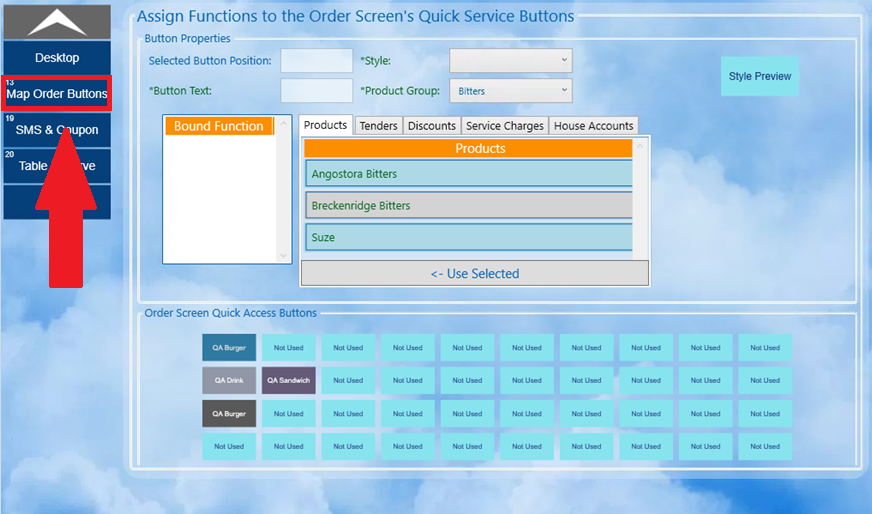 Assign Functions to the Order Screen's Quick Service Buttons
Desktop
13
Map Order Buttons
19
SMS & Coupon
20
Table
Button Properties
Selected Button Position:
*Style:
*Button Text:
*Product Group:
Bitters
Style Preview
Bound Function
Products Tenders Discounts Service Charges House Accounts
Products
Angostora Bitters
Breckenridge Bitters
Suze
<- Use Selected
Order Screen Quick Access Buttons
QA Burger Not Used Not Used Not Used Not Used Not Used Not Used Not Used Not Used Not Used
QA Drink QA Sandwich Not Used Not Used Not Used Not Used Not Used Not Used Not Used Not Used
QA Burger Not Used Not Used Not Used Not Used Not Used Not Used Not Used Not Used Not Used
Not Used Not Used Not Used Not Used Not Used Not Used Not Used Not Used Not Used Not Used